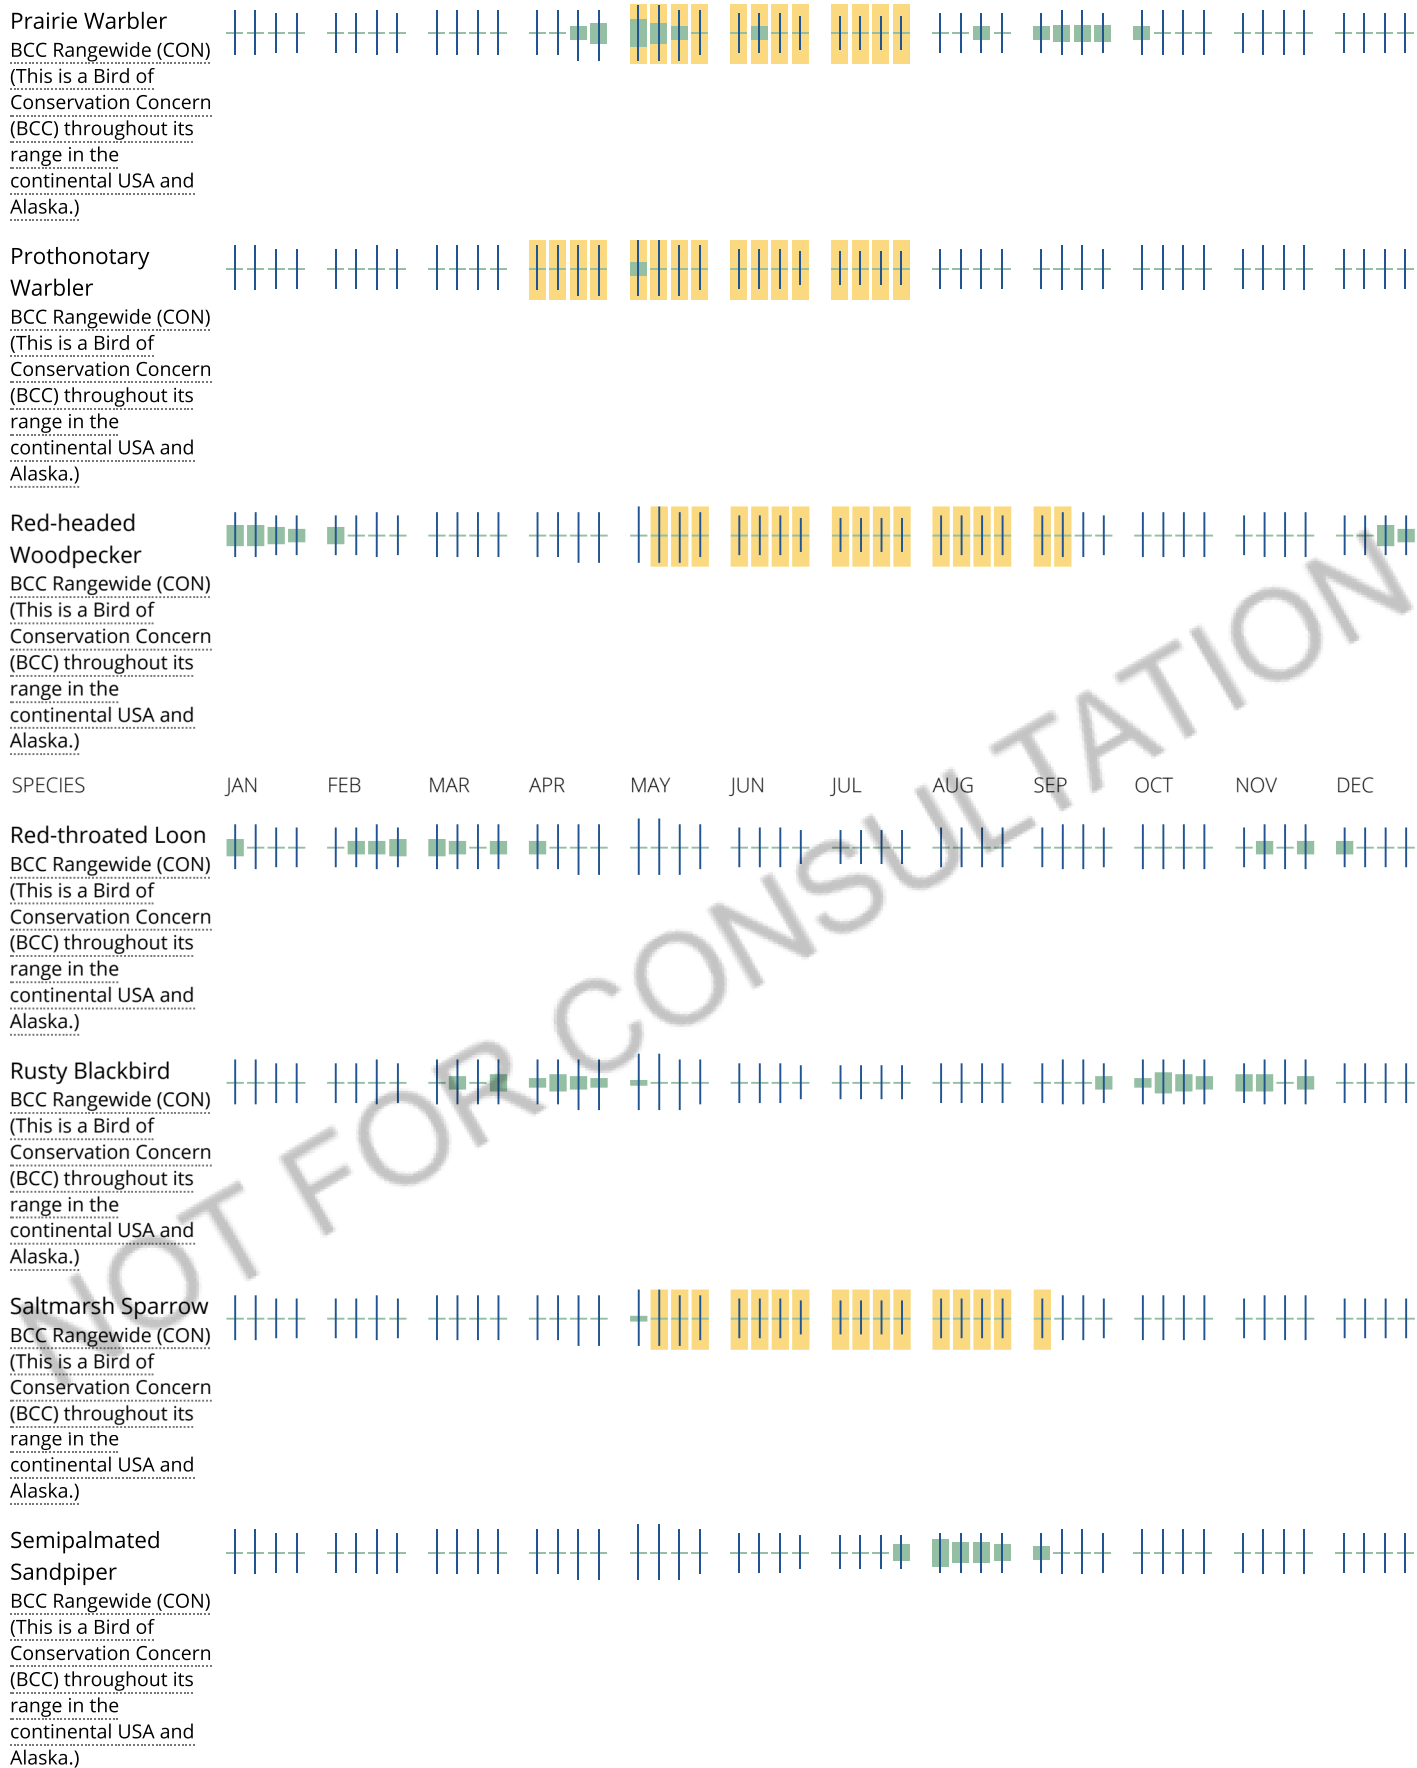 Prairie Warbler
BCC Rangewide (CON)
(This is a Bird of
Conservation Concern
(BCC) throughout its
range in the
continental USA and
Alaska.)
Prothonotary
Warbler
BCC Rangewide (CON)
(This is a Bird of
Conservation Concern
(BCC) throughout its
range in the
continental USA and
Alaska.)
Red-headed
Woodpecker
BCC Rangewide (CON)
(This is a Bird of
Conservation Concern
(BCC) throughout its
range in the
continental USA and
Alaska.)
SPECIES JAN FEB MAR APR MAY JUN JUL AUG SEP OCT NOV DEC
Red-throated Loon
BCC Rangewide (CON)
(This is a Bird of
Conservation Concern
(BCC) throughout its
range in the
continental USA and
Alaska.)
Rusty Blackbird
BCC Rangewide (CON)
(This is a Bird of
Conservation Concern
(BCC) throughout its
range in the
continental USA and
Alaska.)
Saltmarsh Sparrow
BCC Rangewide (CON)
(This is a Bird of
Conservation Concern
(BCC) throughout its
range in the
continental USA and
Alaska.)
Semipalmated
Sandpiper
BCC Rangewide (CON)
(This is a Bird of
Conservation Concern
(BCC) throughout its
range in the
continental USA and
Alaska.)
NOT FOR CONSULTATION